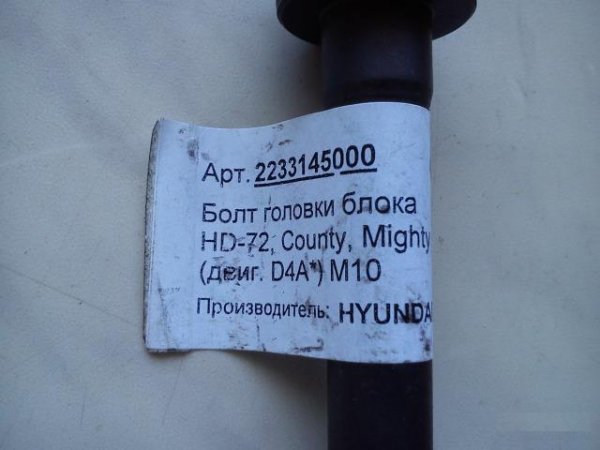 Арт. 2233145000
Болт головки блока
HD-72, County, Mighty
(двиг. D4A*) M10
Производитель: HYUNDA